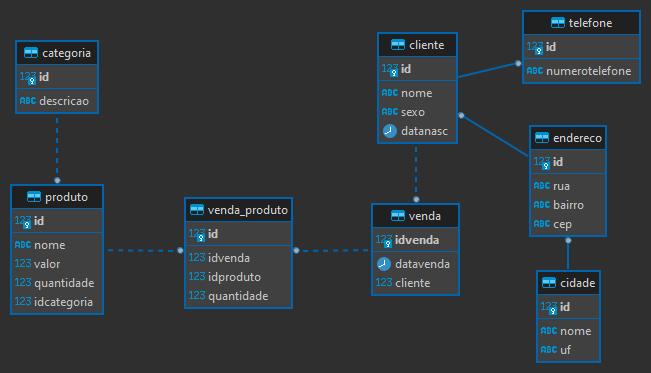 categoria
123 id
ABC descricao
produto
123 id
ABC nome
123 valor
123 quantidade
123 idcategoria
venda_produto
123 id
123 idvenda
123 idproduto
123 quantidade
cliente
123 id
ABC nome
ABC sexo
datanasc
venda
123 idvenda
datavenda
123 cliente
telefone
123 id
ABC numerotelefone
endereco
123 id
ABC rua
ABC bairro
ABC cep
cidade
123 id
ABC nome
ABC uf